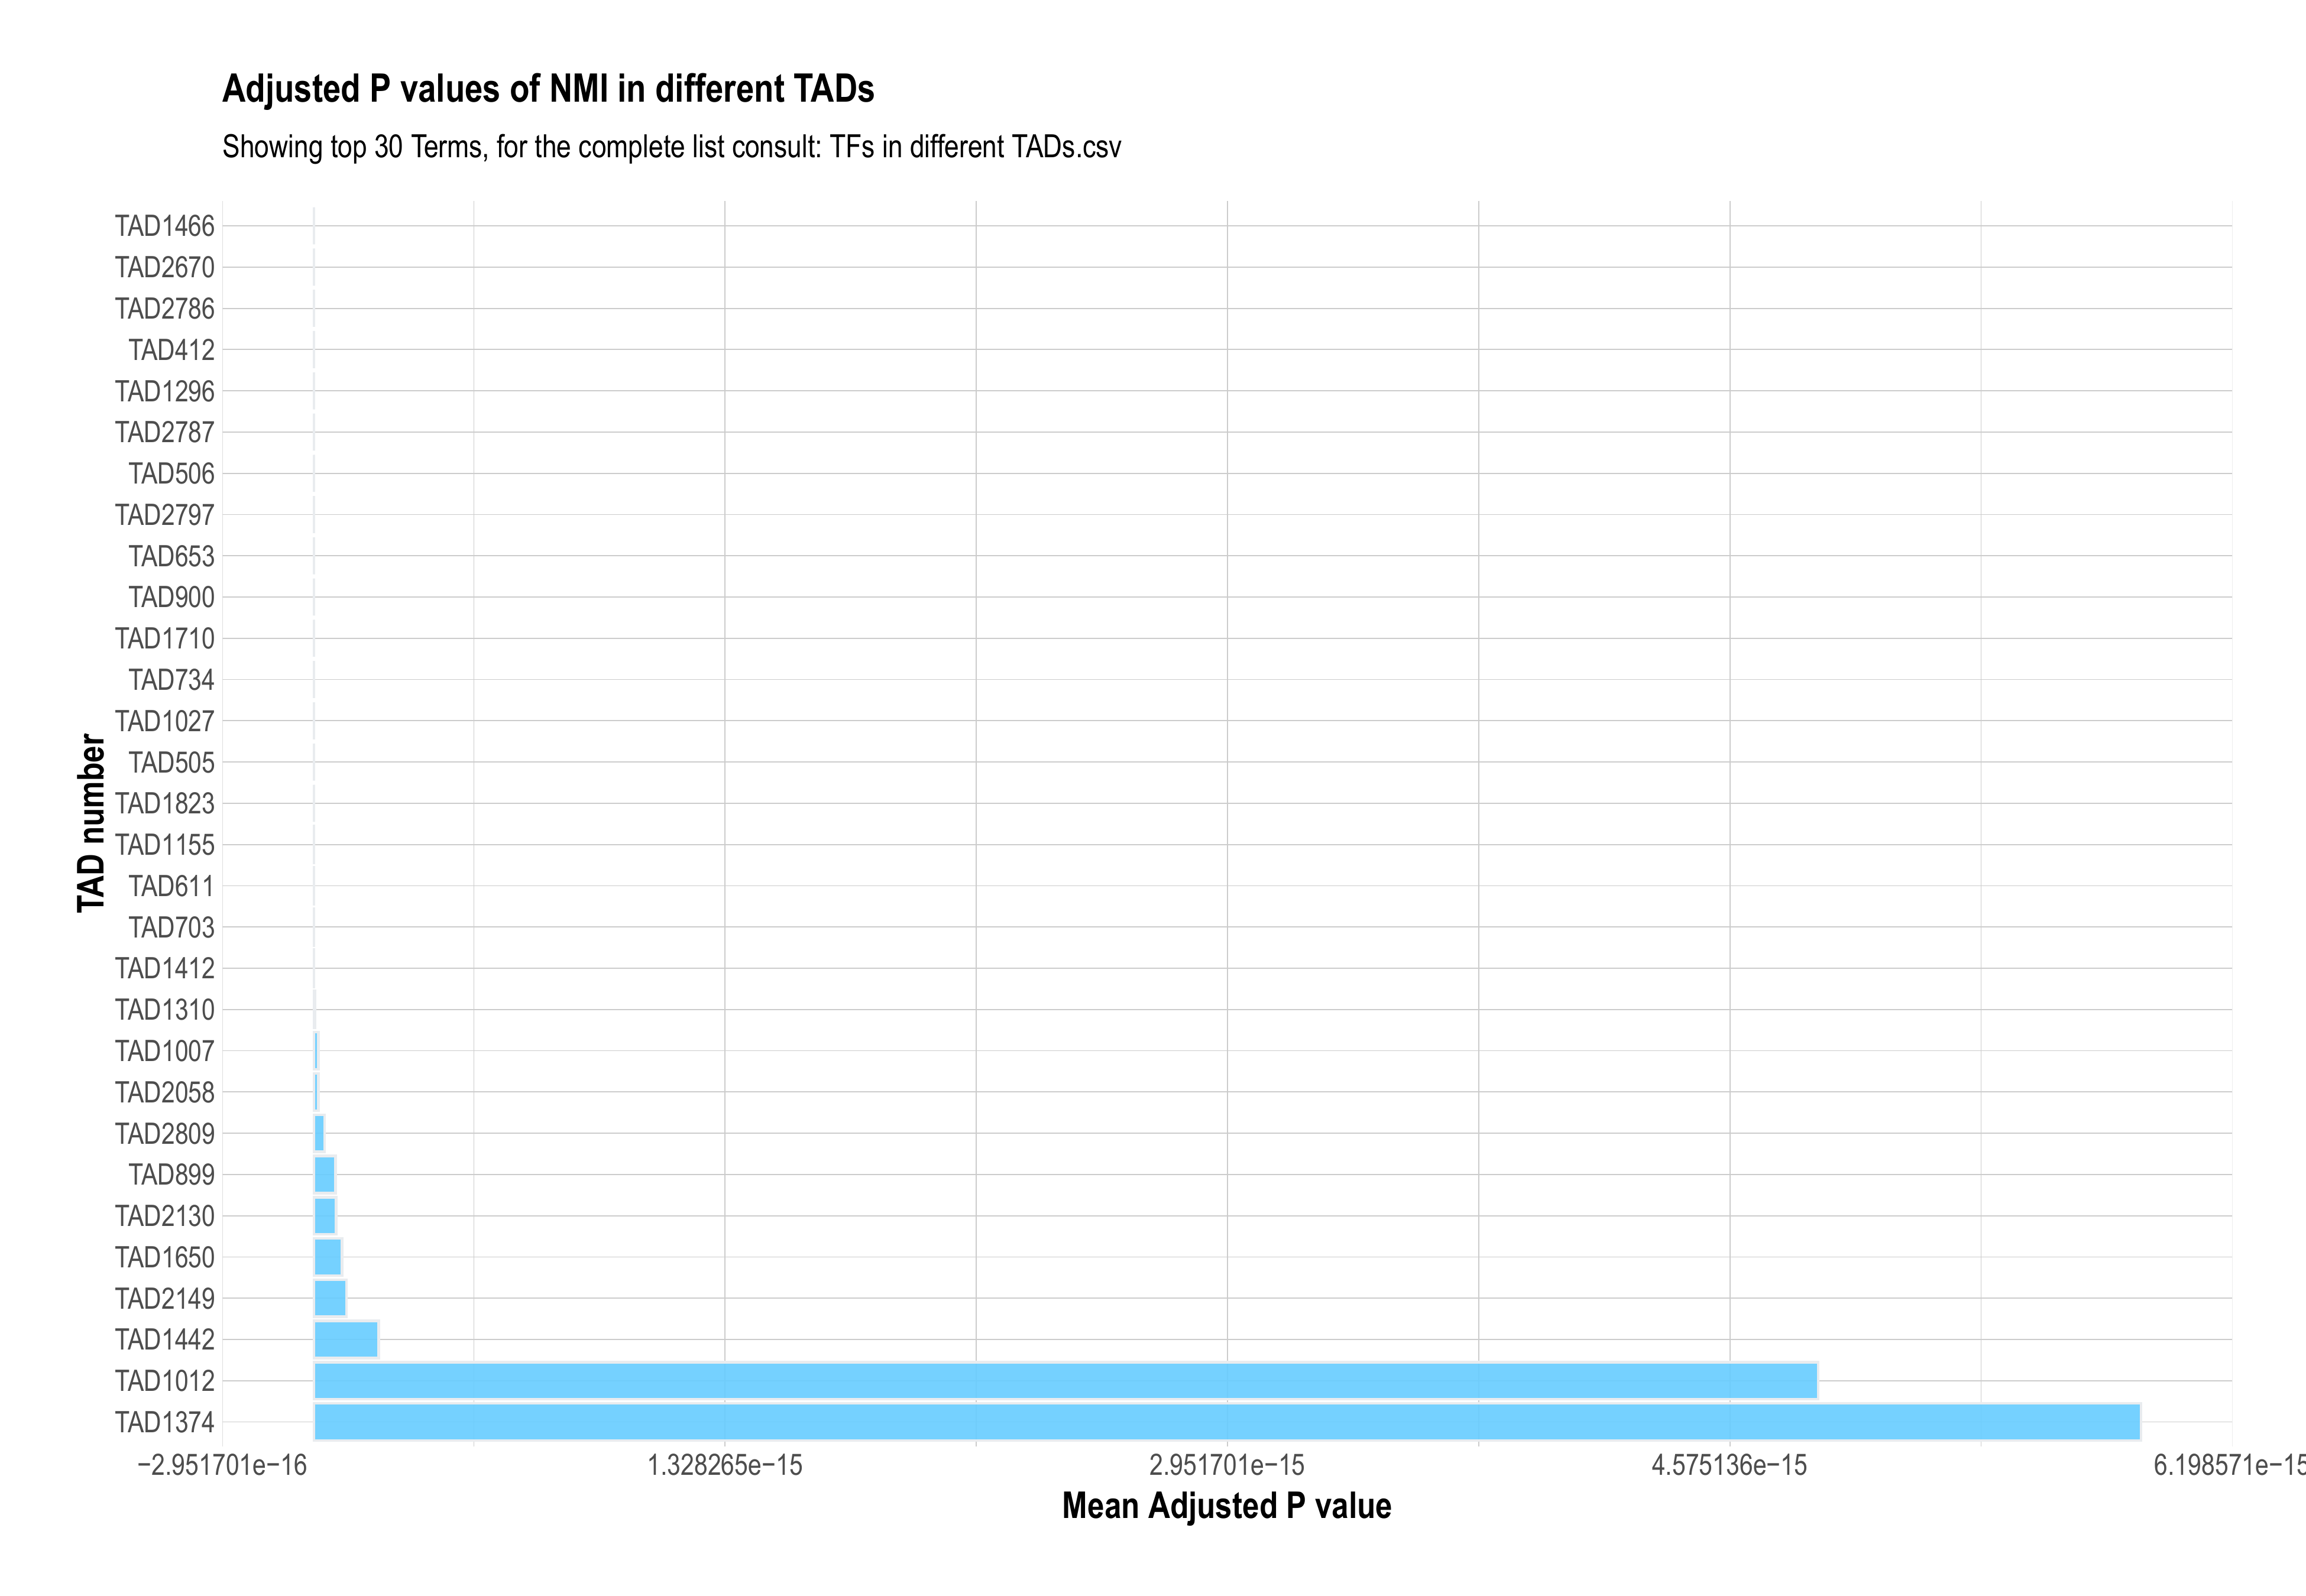 Adjusted P values of NMI in different TADs
Showing top 30 Terms, for the complete list consult: TFs in different TADs.csv
TAD number
TAD1466
TAD2670
TAD2786
TAD412
TAD1296
TAD2787
TAD506
TAD2797
TAD653
TAD900
TAD1710
TAD734
TAD1027
TAD505
TAD1823
TAD1155
TAD611
TAD703
TAD1412
TAD1310
TAD1007
TAD2058
TAD2809
TAD899
TAD2130
TAD1650
TAD2149
TAD1442
TAD1012
TAD1374
−2.951701e−16 1.328265e−15 2.951701e−15 4.575136e−15 6.198571e−15
Mean Adjusted P value